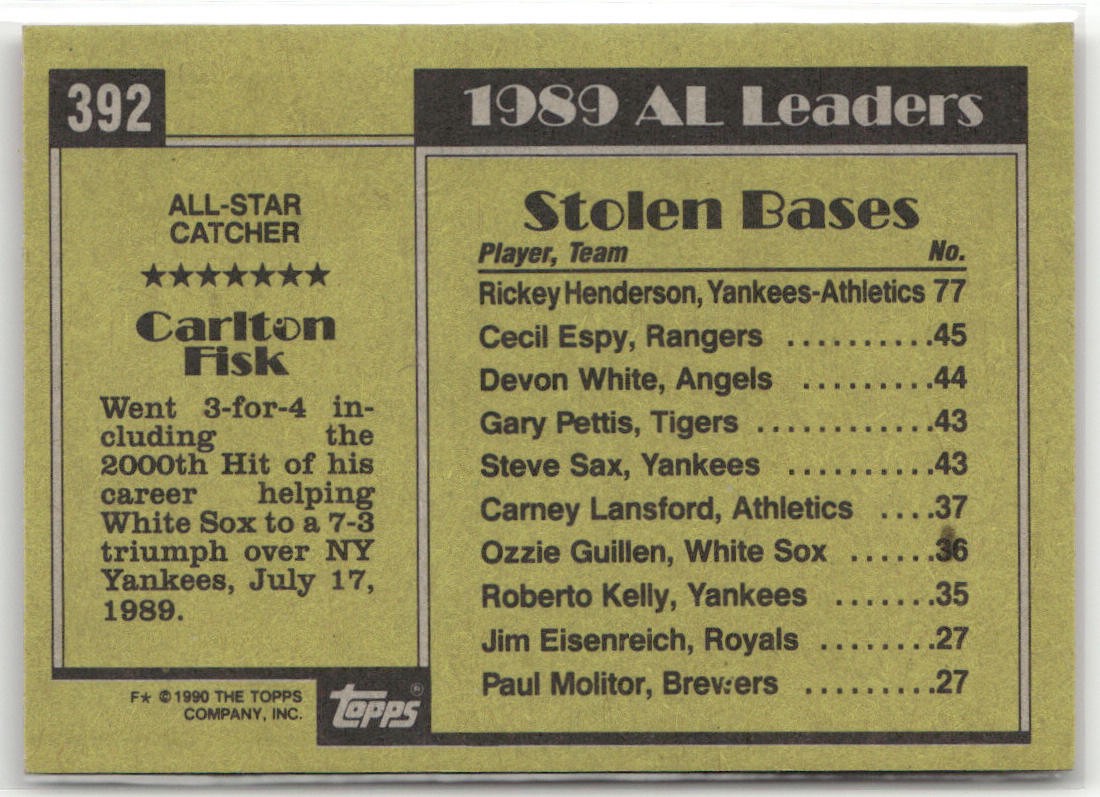 392
ALL-STAR
CATCHER
★★★★★★★
Carlton
Fisk
Went 3-for-4 in-
cluding the
2000th Hit of his
career helping
White Sox to a 7-3
triumph over NY
Yankees, July 17,
1989.
F★ ©1990 THE TOPPS
COMPANY, INC.
topps®
1989 AL Leaders
Stolen Bases
Player, Team No.
Rickey Henderson, Yankees-Athletics 77
Cecil Espy, Rangers ..........45
Devon White, Angels .........44
Gary Pettis, Tigers ............43
Steve Sax, Yankees ..........43
Carney Lansford, Athletics ....37
Ozzie Guillen, White Sox ......36
Roberto Kelly, Yankees .......35
Jim Eisenreich, Royals ........27
Paul Molitor, Brewers .........27